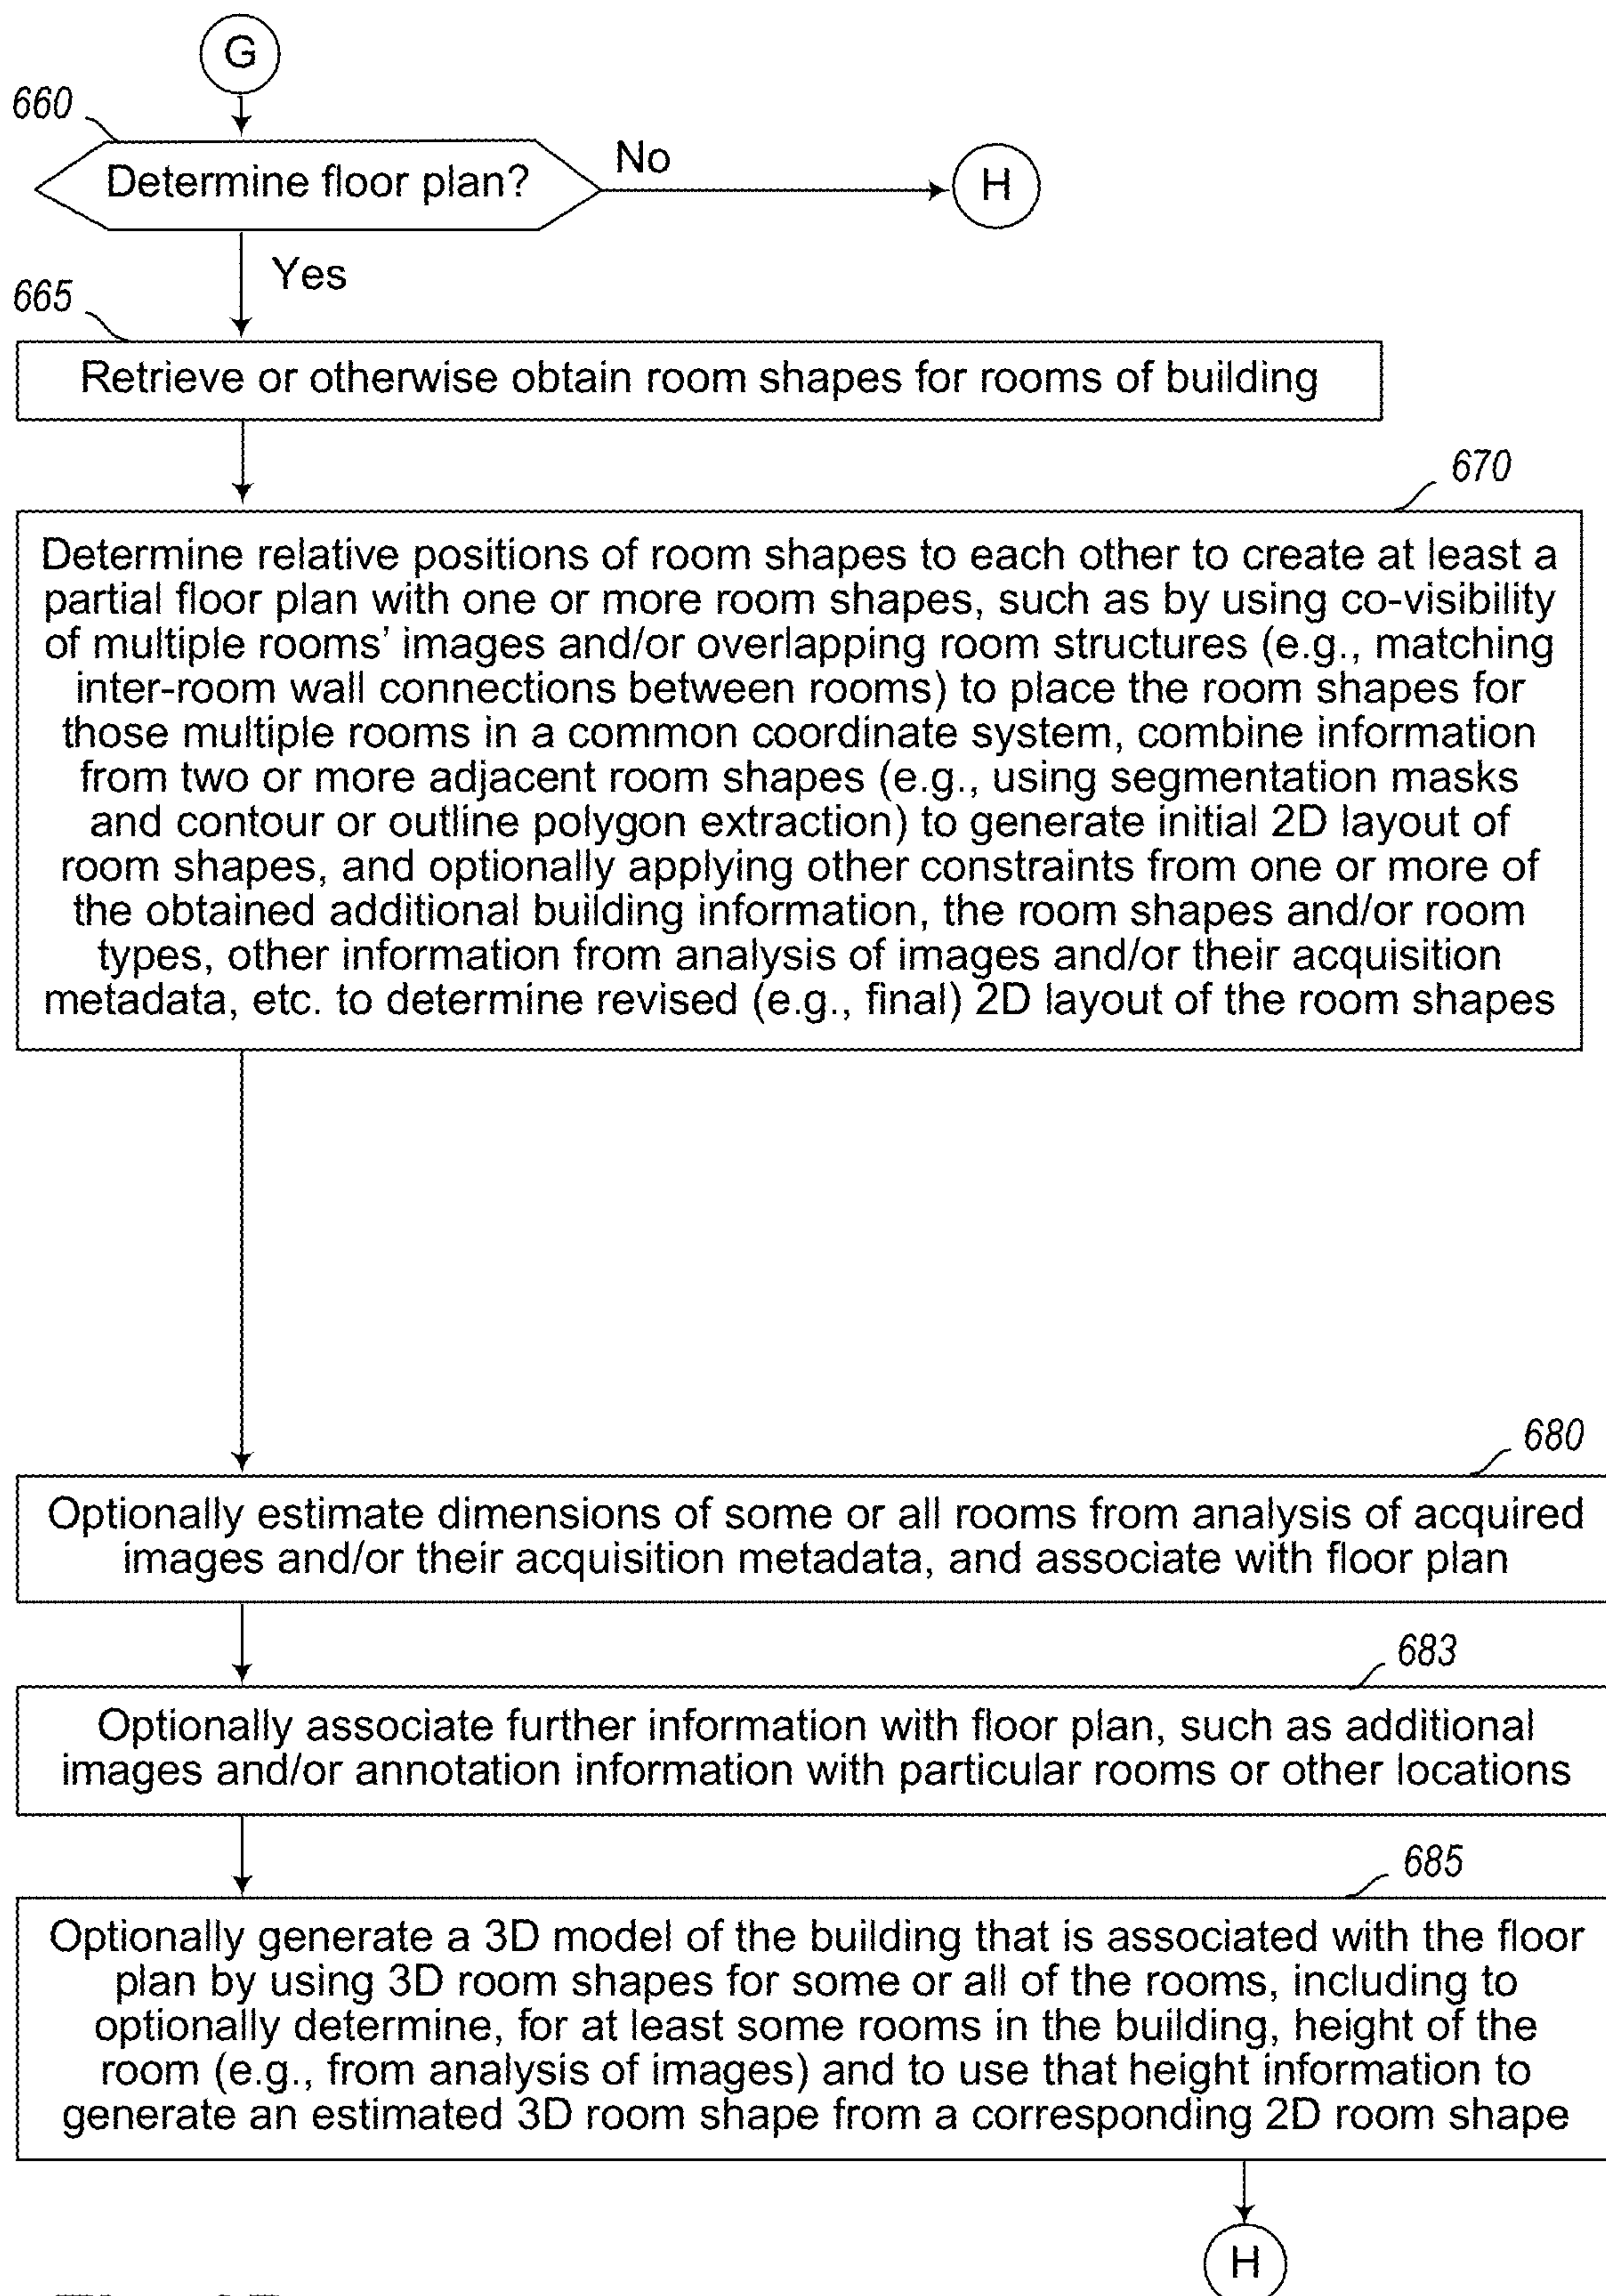 G
660
Determine floor plan?
No
H
Yes
665
Retrieve or otherwise obtain room shapes for rooms of building
670
Determine relative positions of room shapes to each other to create at least a
partial floor plan with one or more room shapes, such as by using co-visibility
of multiple rooms’ images and/or overlapping room structures (e.g., matching
inter-room wall connections between rooms) to place the room shapes for
those multiple rooms in a common coordinate system, combine information
from two or more adjacent room shapes (e.g., using segmentation masks
and contour or outline polygon extraction) to generate initial 2D layout of
room shapes, and optionally applying other constraints from one or more of
the obtained additional building information, the room shapes and/or room
types, other information from analysis of images and/or their acquisition
metadata, etc. to determine revised (e.g., final) 2D layout of the room shapes
680
Optionally estimate dimensions of some or all rooms from analysis of acquired
images and/or their acquisition metadata, and associate with floor plan
683
Optionally associate further information with floor plan, such as additional
images and/or annotation information with particular rooms or other locations
685
Optionally generate a 3D model of the building that is associated with the floor
plan by using 3D room shapes for some or all of the rooms, including to
optionally determine, for at least some rooms in the building, height of the
room (e.g., from analysis of images) and to use that height information to
generate an estimated 3D room shape from a corresponding 2D room shape
H